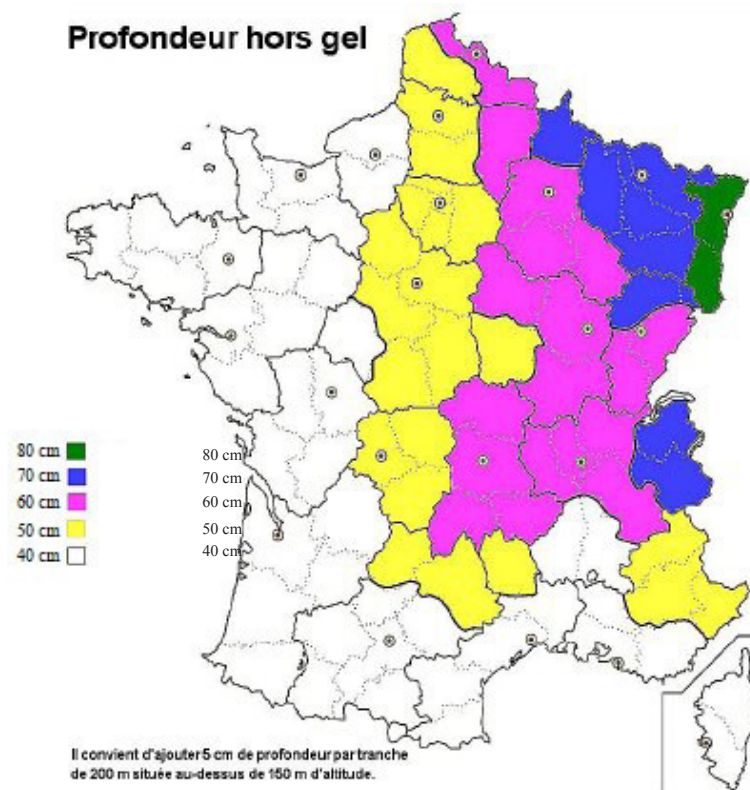 Profondeur hors gel
80 cm
70 cm
60 cm
50 cm
40 cm
80 cm
70 cm
60 cm
50 cm
40 cm
Il convient d'ajouter 5 cm de profondeur par tranche
de 200 m située au-dessus de 150 m d'altitude.